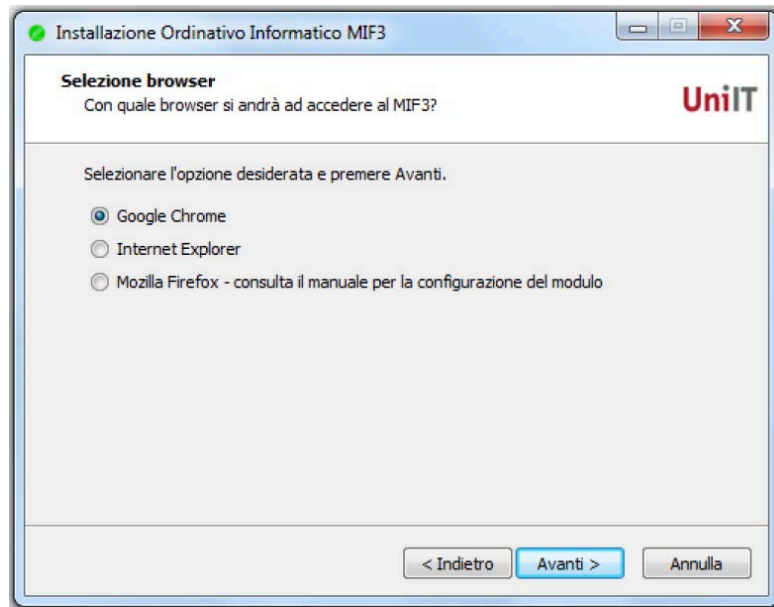 Installazione Ordinativo Informatico MIF3
Selezione browser
Con quale browser si andrà ad accedere al MIF3?
UniIT
Selezionare l'opzione desiderata e premere Avanti.
Google Chrome
Internet Explorer
Mozilla Firefox - consulta il manuale per la configurazione del modulo
< Indietro
Avanti >
Annulla